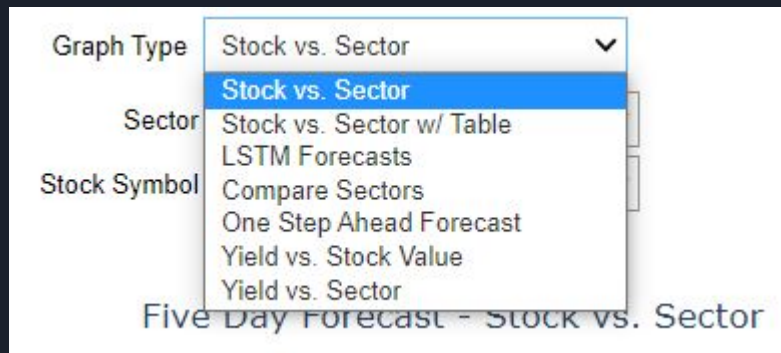 Graph Type Stock vs. Sector
Stock vs. Sector
Sector
Stock vs. Sector w/ Table
LSTM Forecasts
Stock Symbol
Compare Sectors
One Step Ahead Forecast
Yield vs. Stock Value
Yield vs. Sector
Five Day Forecast - Stock vs. Sector